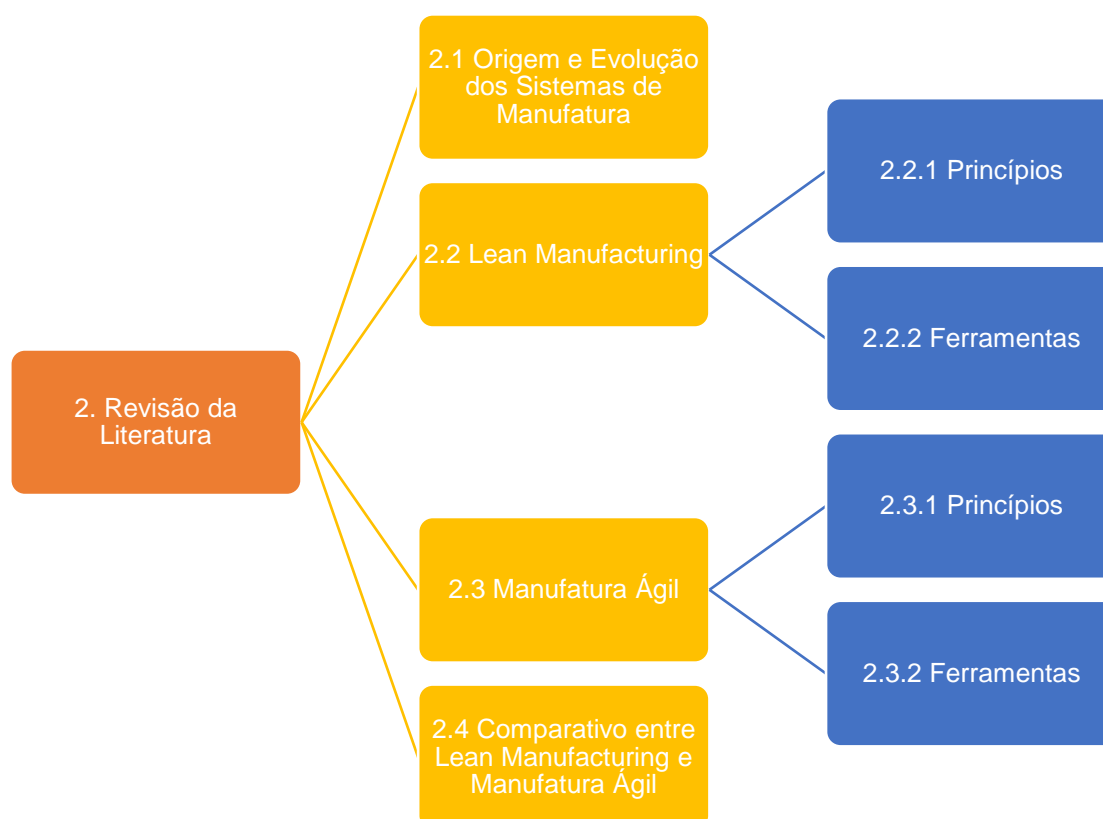 2. Revisão da
Literatura
2.1 Origem e Evolução
dos Sistemas de
Manufatura
2.2 Lean Manufacturing
2.2.1 Princípios
2.2.2 Ferramentas
2.3 Manufatura Ágil
2.3.1 Princípios
2.3.2 Ferramentas
2.4 Comparativo entre
Lean Manufacturing e
Manufatura Ágil